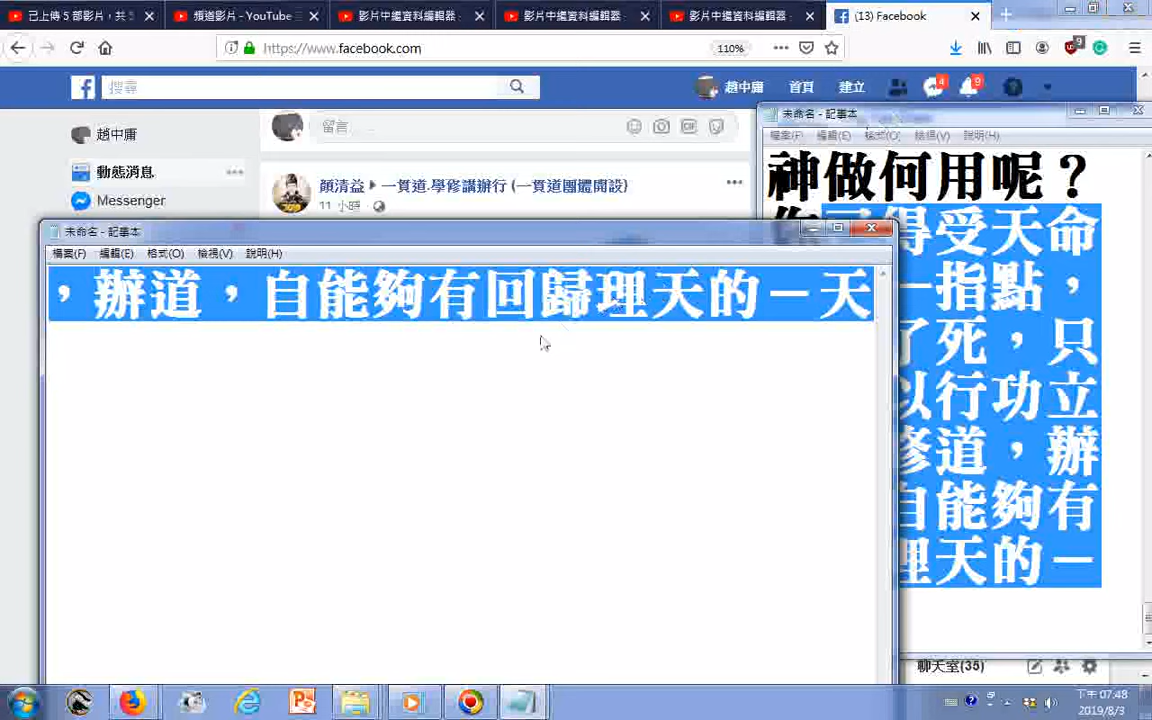 已上傳 5 部影片，共 5
頻道影片 - YouTube
影片中繼資料編輯器
影片中繼資料編輯器
影片中繼資料編輯器
(13) Facebook
https://www.facebook.com
110%
9
搜尋
趙中庸
首頁
建立
4
9
趙中庸
動態消息
Messenger
留言……
顏清益
一貫道.學修講辦行 (一貫道團體開設)
11 小時
未命名 - 記事本
檔案(F) 編輯(E) 格式(O) 檢視(V) 說明(H)
神做何用呢？
得受天命
一指點，
了死，只
以行功立
修道，辦
自能夠有
理天的－
未命名 - 記事本
檔案(F) 編輯(E) 格式(O) 檢視(V) 說明(H)
，辦道，自能夠有回歸理天的－天
聊天室(35)
下午 07:48
2019/8/3